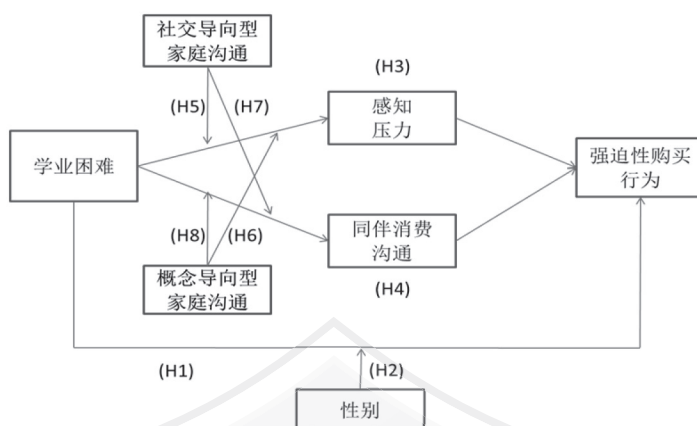 社交导向型
家庭沟通
(H3)
(H5)
(H7)
感知
压力
学业困难
强迫性购买
行为
(H8)
(H6)
同伴消费
沟通
概念导向型
家庭沟通
(H4)
(H1)
(H2)
性别